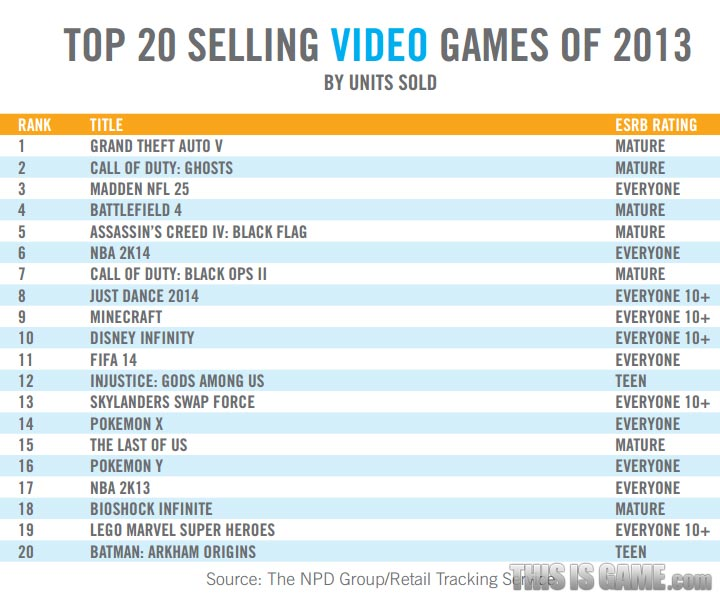 TOP 20 SELLING VIDEO GAMES OF 2013
BY UNITS SOLD
RANK TITLE ESRB RATING
1 GRAND THEFT AUTO V MATURE
2 CALL OF DUTY: GHOSTS MATURE
3 MADDEN NFL 25 EVERYONE
4 BATTLEFIELD 4 MATURE
5 ASSASSIN'S CREED IV: BLACK FLAG MATURE
6 NBA 2K14 EVERYONE
7 CALL OF DUTY: BLACK OPS II MATURE
8 JUST DANCE 2014 EVERYONE 10+
9 MINECRAFT EVERYONE 10+
10 DISNEY INFINITY EVERYONE 10+
11 FIFA 14 EVERYONE
12 INJUSTICE: GODS AMONG US TEEN
13 SKYLANDERS SWAP FORCE EVERYONE 10+
14 POKEMON X EVERYONE
15 THE LAST OF US MATURE
16 POKEMON Y EVERYONE
17 NBA 2K13 EVERYONE
18 BIOSHOCK INFINITE MATURE
19 LEGO MARVEL SUPER HEROES EVERYONE 10+
20 BATMAN: ARKHAM ORIGINS TEEN
Source: The NPD Group/Retail Tracking Service
THIS IS GAME.com